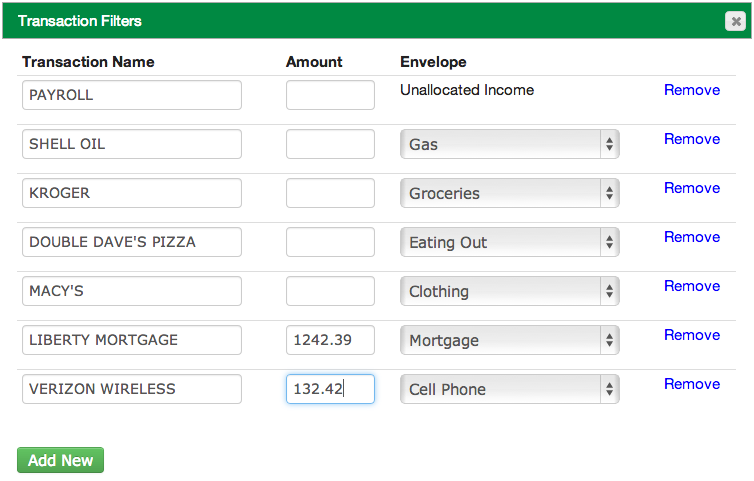 Transaction Filters
Transaction Name Amount Envelope
PAYROLL Unallocated Income Remove
SHELL OIL Gas Remove
KROGER Groceries Remove
DOUBLE DAVE'S PIZZA Eating Out Remove
MACY'S Clothing Remove
LIBERTY MORTGAGE 1242.39 Mortgage Remove
VERIZON WIRELESS 132.42 Cell Phone Remove
Add New